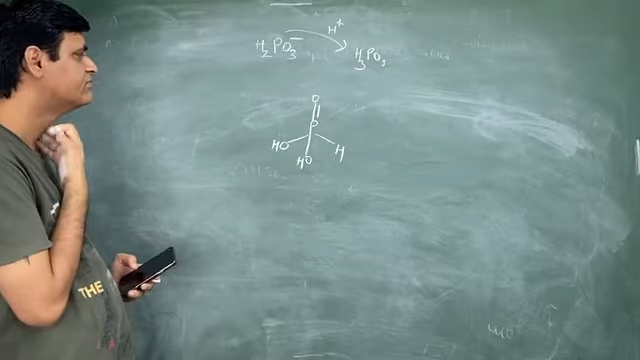 H⁺
H₂PO₃⁻ H₃PO₃
O
P
HO H
HO
THE